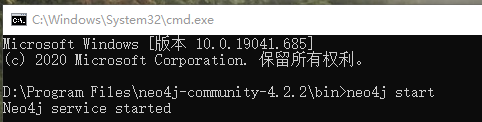 C:\Windows\System32\cmd.exe
Microsoft Windows [版本 10.0.19041.685]
(c) 2020 Microsoft Corporation. 保留所有权利。
D:\Program Files\neo4j-community-4.2.2\bin>neo4j start
Neo4j service started